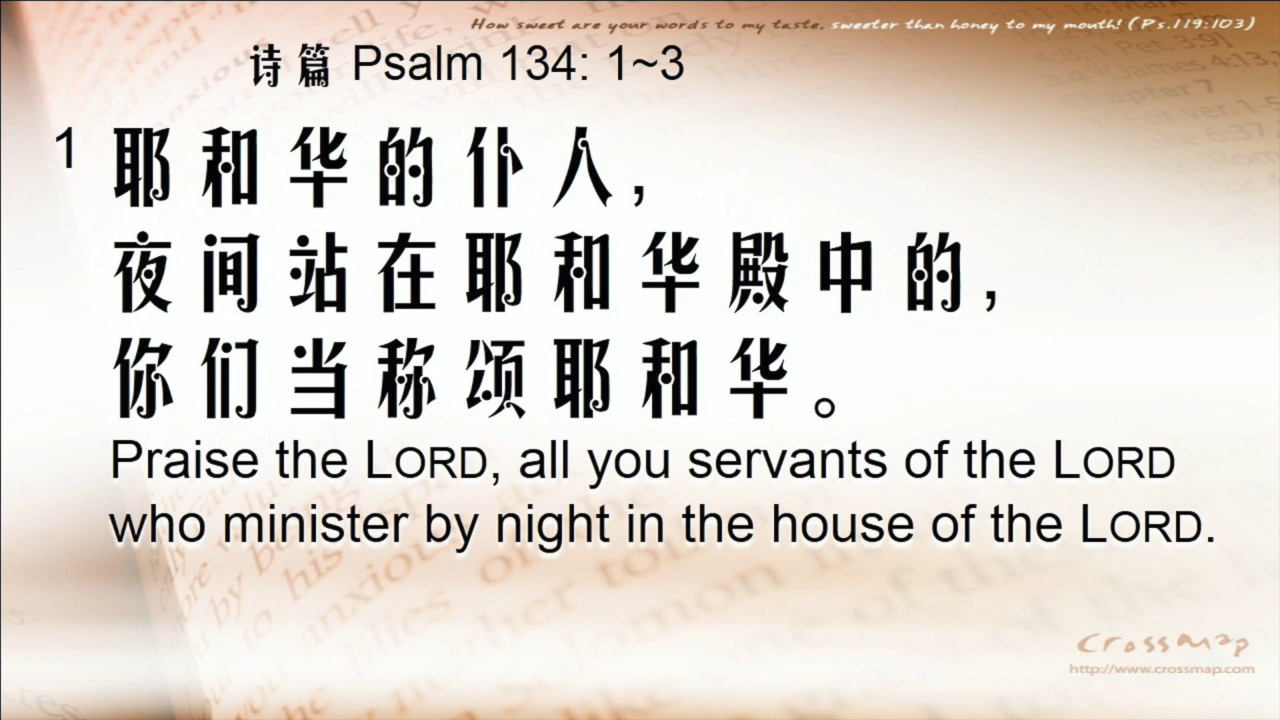 How sweet are your words to my taste, sweeter than honey to my mouth! (Ps.119:103)
诗篇 Psalm 134: 1~3
1 耶和华的仆人,
夜间站在耶和华殿中的,
你们当称颂耶和华。
Praise the LORD, all you servants of the LORD
who minister by night in the house of the LORD.
crossmap
http://www.crossmap.com